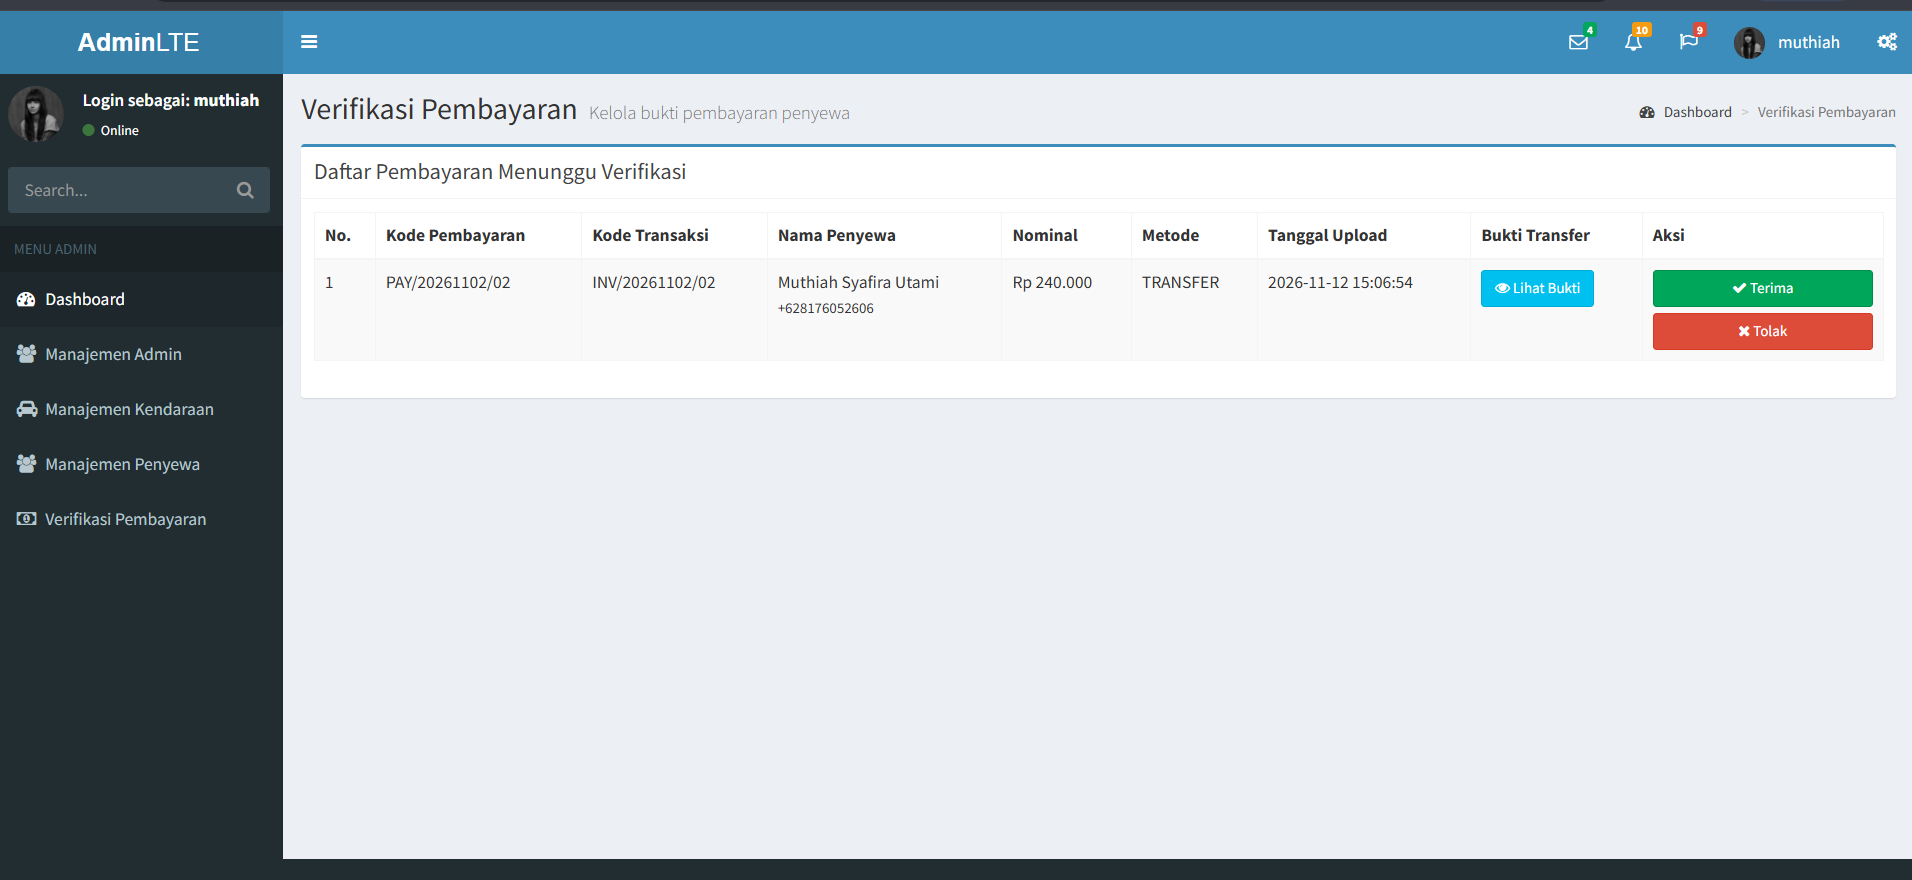 AdminLTE
4
10
9
muthiah
Login sebagai: muthiah
Online
Search...
MENU ADMIN
Dashboard
Manajemen Admin
Manajemen Kendaraan
Manajemen Penyewa
Verifikasi Pembayaran
Verifikasi Pembayaran Kelola bukti pembayaran penyewa
Dashboard > Verifikasi Pembayaran
Daftar Pembayaran Menunggu Verifikasi
No. Kode Pembayaran Kode Transaksi Nama Penyewa Nominal Metode Tanggal Upload Bukti Transfer Aksi
1 PAY/20261102/02 INV/20261102/02 Muthiah Syafira Utami Rp 240.000 TRANSFER 2026-11-12 15:06:54 Lihat Bukti Terima
+628176052606
Tolak